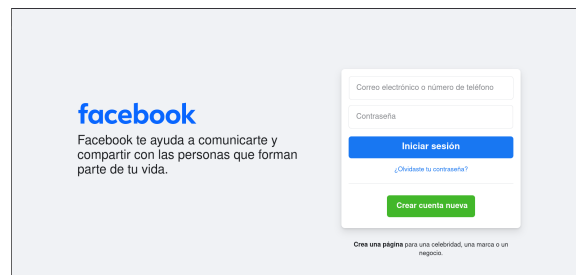 facebook
Facebook te ayuda a comunicarte y
compartir con las personas que forman
parte de tu vida.
Correo electrónico o número de teléfono
Contraseña
Iniciar sesión
¿Olvidaste tu contraseña?
Crear cuenta nueva
Crea una página para una celebridad, una marca o un
negocio.